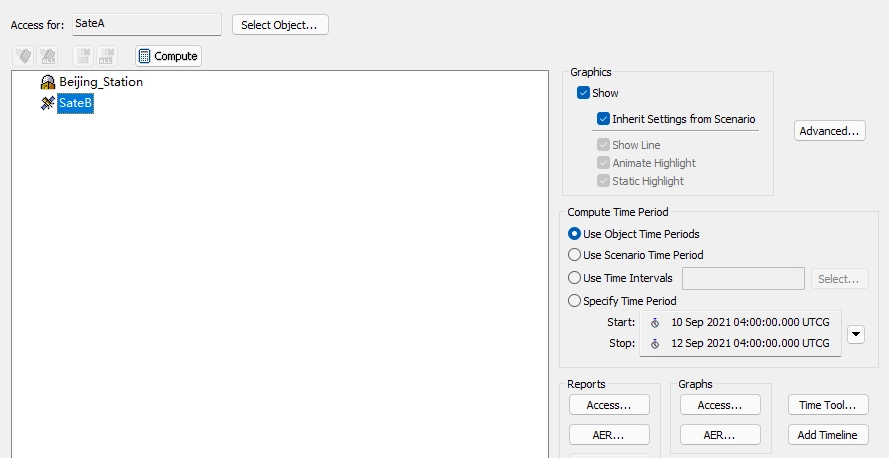 Access for: SateA Select Object...
ALL ALL Compute
Beijing_Station
SateB
Graphics
Show
Inherit Settings from Scenario
Show Line
Animate Highlight
Static Highlight
Advanced...
Compute Time Period
Use Object Time Periods
Use Scenario Time Period
Use Time Intervals Select...
Specify Time Period
Start: 10 Sep 2021 04:00:00.000 UTCG
Stop: 12 Sep 2021 04:00:00.000 UTCG
Reports
Access...
AER...
Graphs
Access...
AER...
Time Tool...
Add Timeline